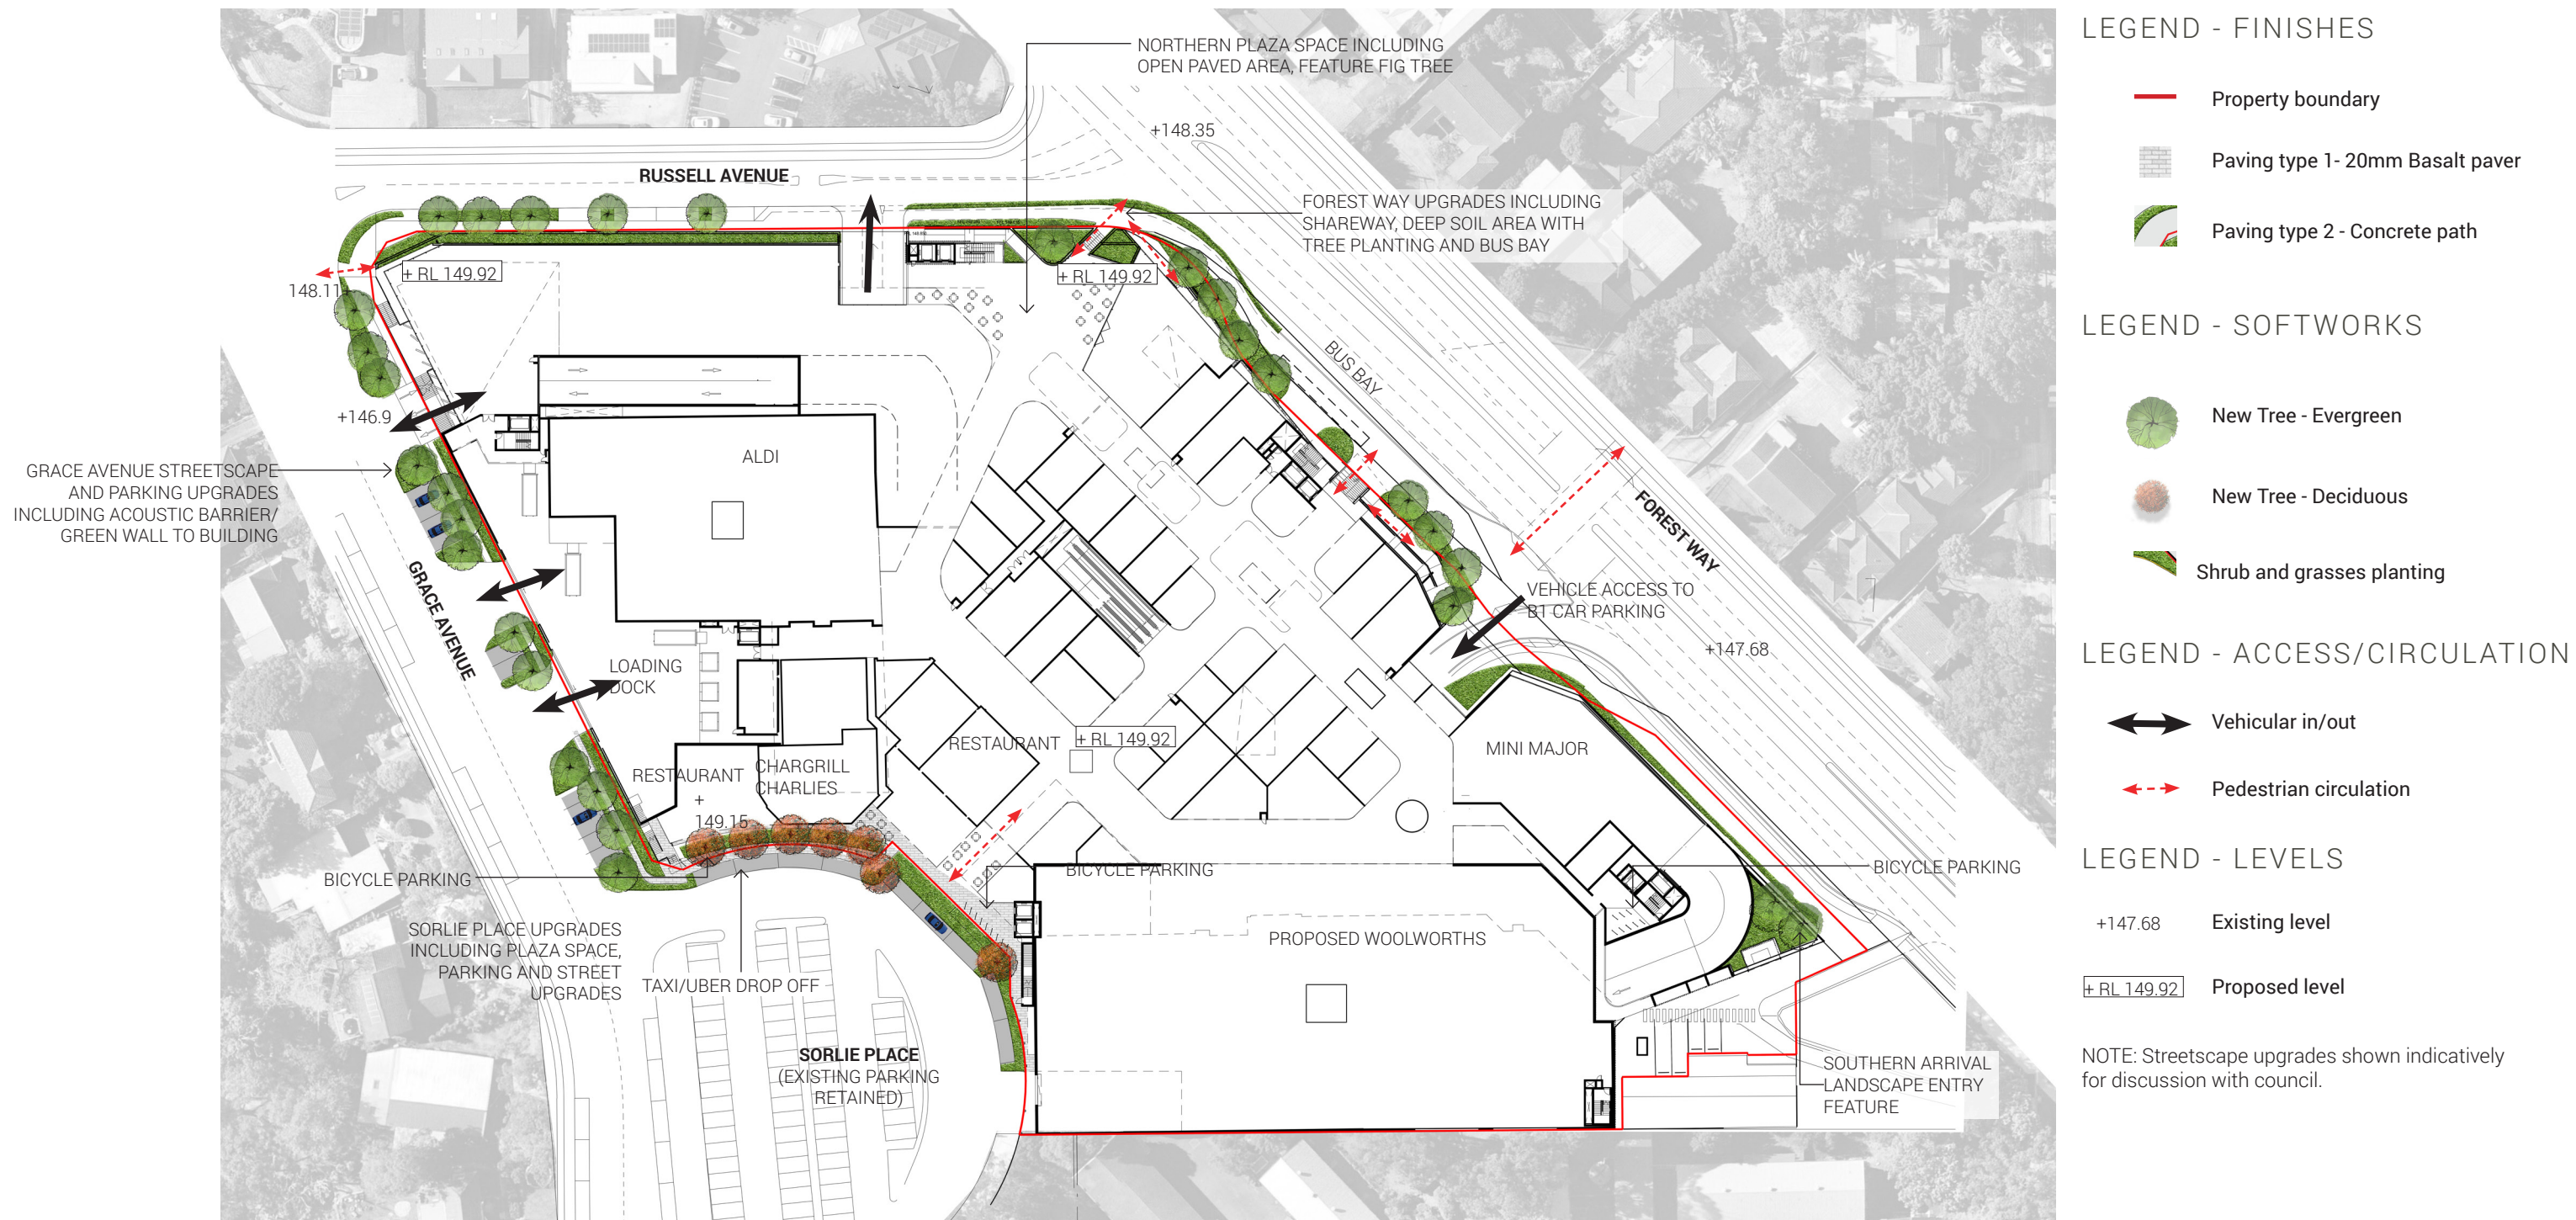 NORTHERN PLAZA SPACE INCLUDING
OPEN PAVED AREA, FEATURE FIG TREE
+148.35
RUSSELL AVENUE
FOREST WAY UPGRADES INCLUDING
SHAREWAY, DEEP SOIL AREA WITH
TREE PLANTING AND BUS BAY
+ RL 149.92
+ RL 149.92
148.11+
BUS BAY
+146.9
ALDI
GRACE AVENUE STREETSCAPE
AND PARKING UPGRADES
INCLUDING ACOUSTIC BARRIER/
GREEN WALL TO BUILDING
FOREST WAY
GRACE AVENUE
VEHICLE ACCESS TO
B1 CAR PARKING
+147.68
LOADING
DOCK
RESTAURANT
+ RL 149.92
MINI MAJOR
RESTAURANT
CHARGRILL
CHARLIES
+
149.15
BICYCLE PARKING
BICYCLE PARKING
BICYCLE PARKING
SORLIE PLACE UPGRADES
INCLUDING PLAZA SPACE,
PARKING AND STREET
UPGRADES
TAXI/UBER DROP OFF
PROPOSED WOOLWORTHS
SORLIE PLACE
(EXISTING PARKING
RETAINED)
SOUTHERN ARRIVAL
LANDSCAPE ENTRY
FEATURE
LEGEND - FINISHES
Property boundary
Paving type 1- 20mm Basalt paver
Paving type 2 - Concrete path
LEGEND - SOFTWORKS
New Tree - Evergreen
New Tree - Deciduous
Shrub and grasses planting
LEGEND - ACCESS/CIRCULATION
Vehicular in/out
Pedestrian circulation
LEGEND - LEVELS
+147.68 Existing level
+ RL 149.92 Proposed level
NOTE: Streetscape upgrades shown indicatively
for discussion with council.